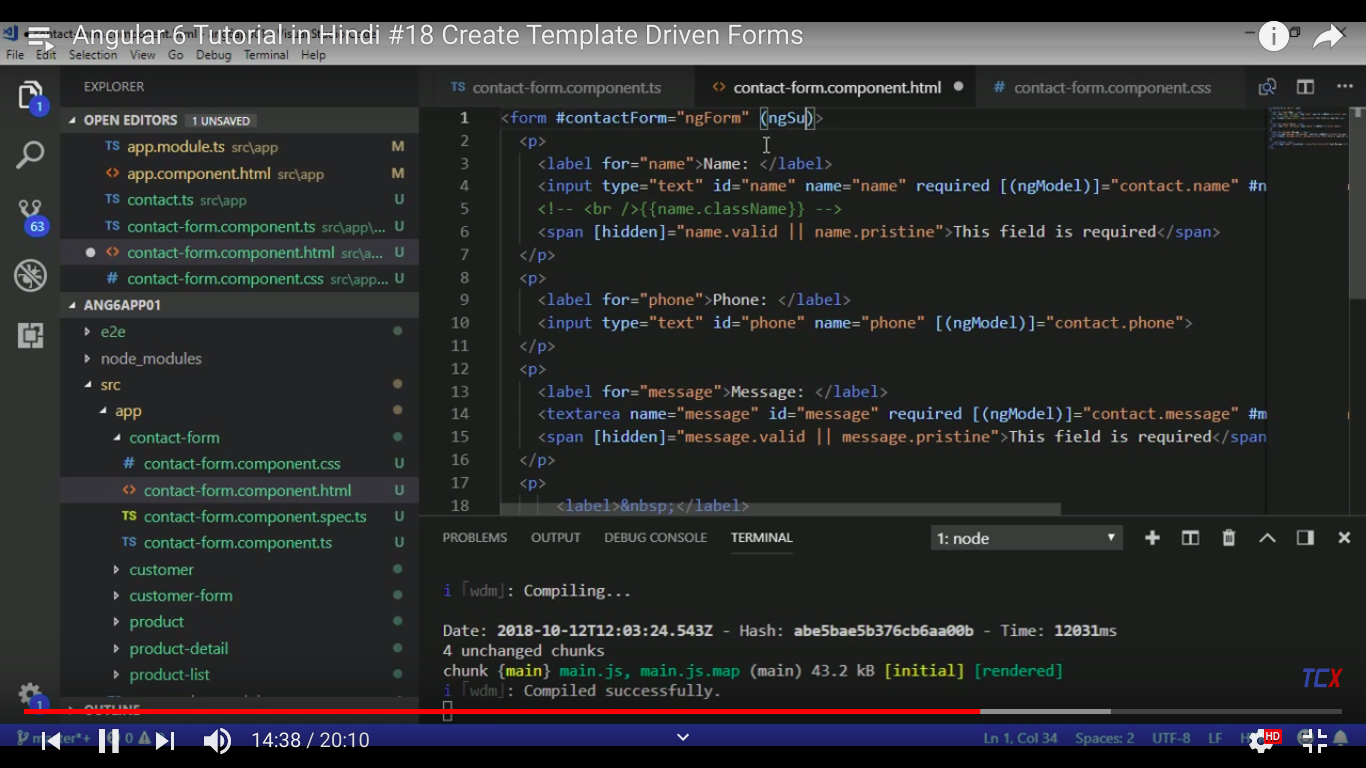 Angular 6 Tutorial in Hindi #18 Create Template Driven Forms
File Edit Selection View Go Debug Terminal Help
EXPLORER
OPEN EDITORS 1 UNSAVED
TS app.module.ts src\app M
<> app.component.html src\app M
TS contact.ts src\app U
TS contact-form.component.ts src\app\... U
<> contact-form.component.html src\a... U
# contact-form.component.css src\app... U
ANG6APP01
e2e
node_modules
src
app
contact-form
# contact-form.component.css U
<> contact-form.component.html U
TS contact-form.component.spec.ts U
TS contact-form.component.ts U
customer
customer-form
product
product-detail
product-list
OUTLINE
1
63
1
TS contact-form.component.ts <> contact-form.component.html # contact-form.component.css
1 <form #contactForm="ngForm" (ngSu)>
2 <p>
3 <label for="name">Name: </label>
4 <input type="text" id="name" name="name" required [(ngModel)]="contact.name" #n
5 <!-- <br />{{name.className}} -->
6 <span [hidden]="name.valid || name.pristine">This field is required</span>
7 </p>
8 <p>
9 <label for="phone">Phone: </label>
10 <input type="text" id="phone" name="phone" [(ngModel)]="contact.phone">
11 </p>
12 <p>
13 <label for="message">Message: </label>
14 <textarea name="message" id="message" required [(ngModel)]="contact.message" #m
15 <span [hidden]="message.valid || message.pristine">This field is required</span
16 </p>
17 <p>
18 <label>&nbsp;</label>
PROBLEMS OUTPUT DEBUG CONSOLE TERMINAL 1: node
i ｢wdm｣: Compiling...
Date: 2018-10-12T12:03:24.543Z - Hash: abe5bae5b376cb6aa00b - Time: 12031ms
4 unchanged chunks
chunk {main} main.js, main.js.map (main) 43.2 kB [initial] [rendered]
i ｢wdm｣: Compiled successfully.
TCX
14:38 / 20:10
Ln 1, Col 34 Spaces: 2 UTF-8 LF
HD